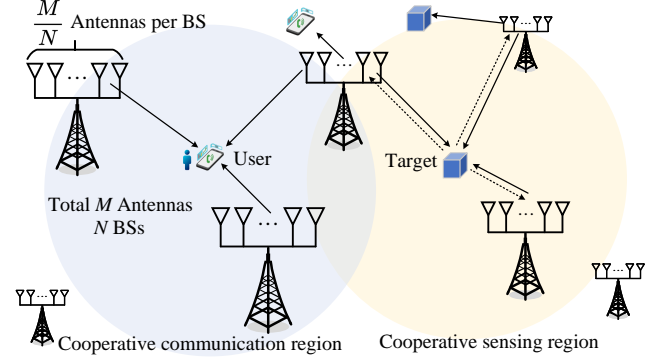 M/N Antennas per BS
User
Target
Total M Antennas
N BSs
Cooperative communication region
Cooperative sensing region